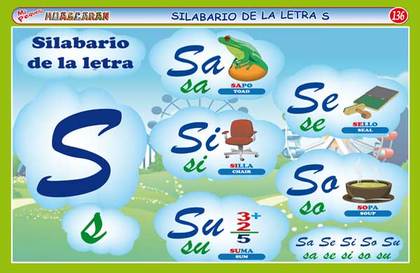 Mi Pequeño HUASCARAN
SILABARIO DE LA LETRA S
136
Silabario
de la letra
S
s
Sa
sa
SAPO
TOAD
Se
se
SELLO
SEAL
Si
si
SILLA
CHAIR
So
so
SOPA
SOUP
Su
su
3 +
2
5
SUMA
SUM
Sa Se Si So Su
sa se si so su